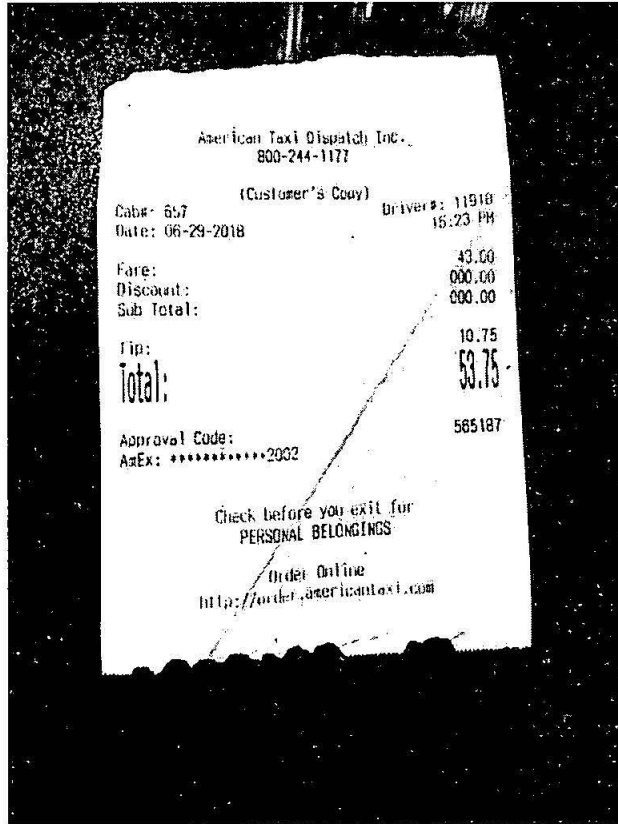 American Taxi Dispatch Inc.
800-244-1177
(Customer's Copy)
Cab#: 657 Driver#: 11910
Date: 06-29-2018 15:23 PM
Fare: 43.00
Discount: 000.00
Sub Total: 000.00
Tip: 10.75
Total: 53.75
Approval Code: 565187
AmEx: ************2002
Check before you exit for
PERSONAL BELONGINGS
Order Online
http://order.americantaxi.com